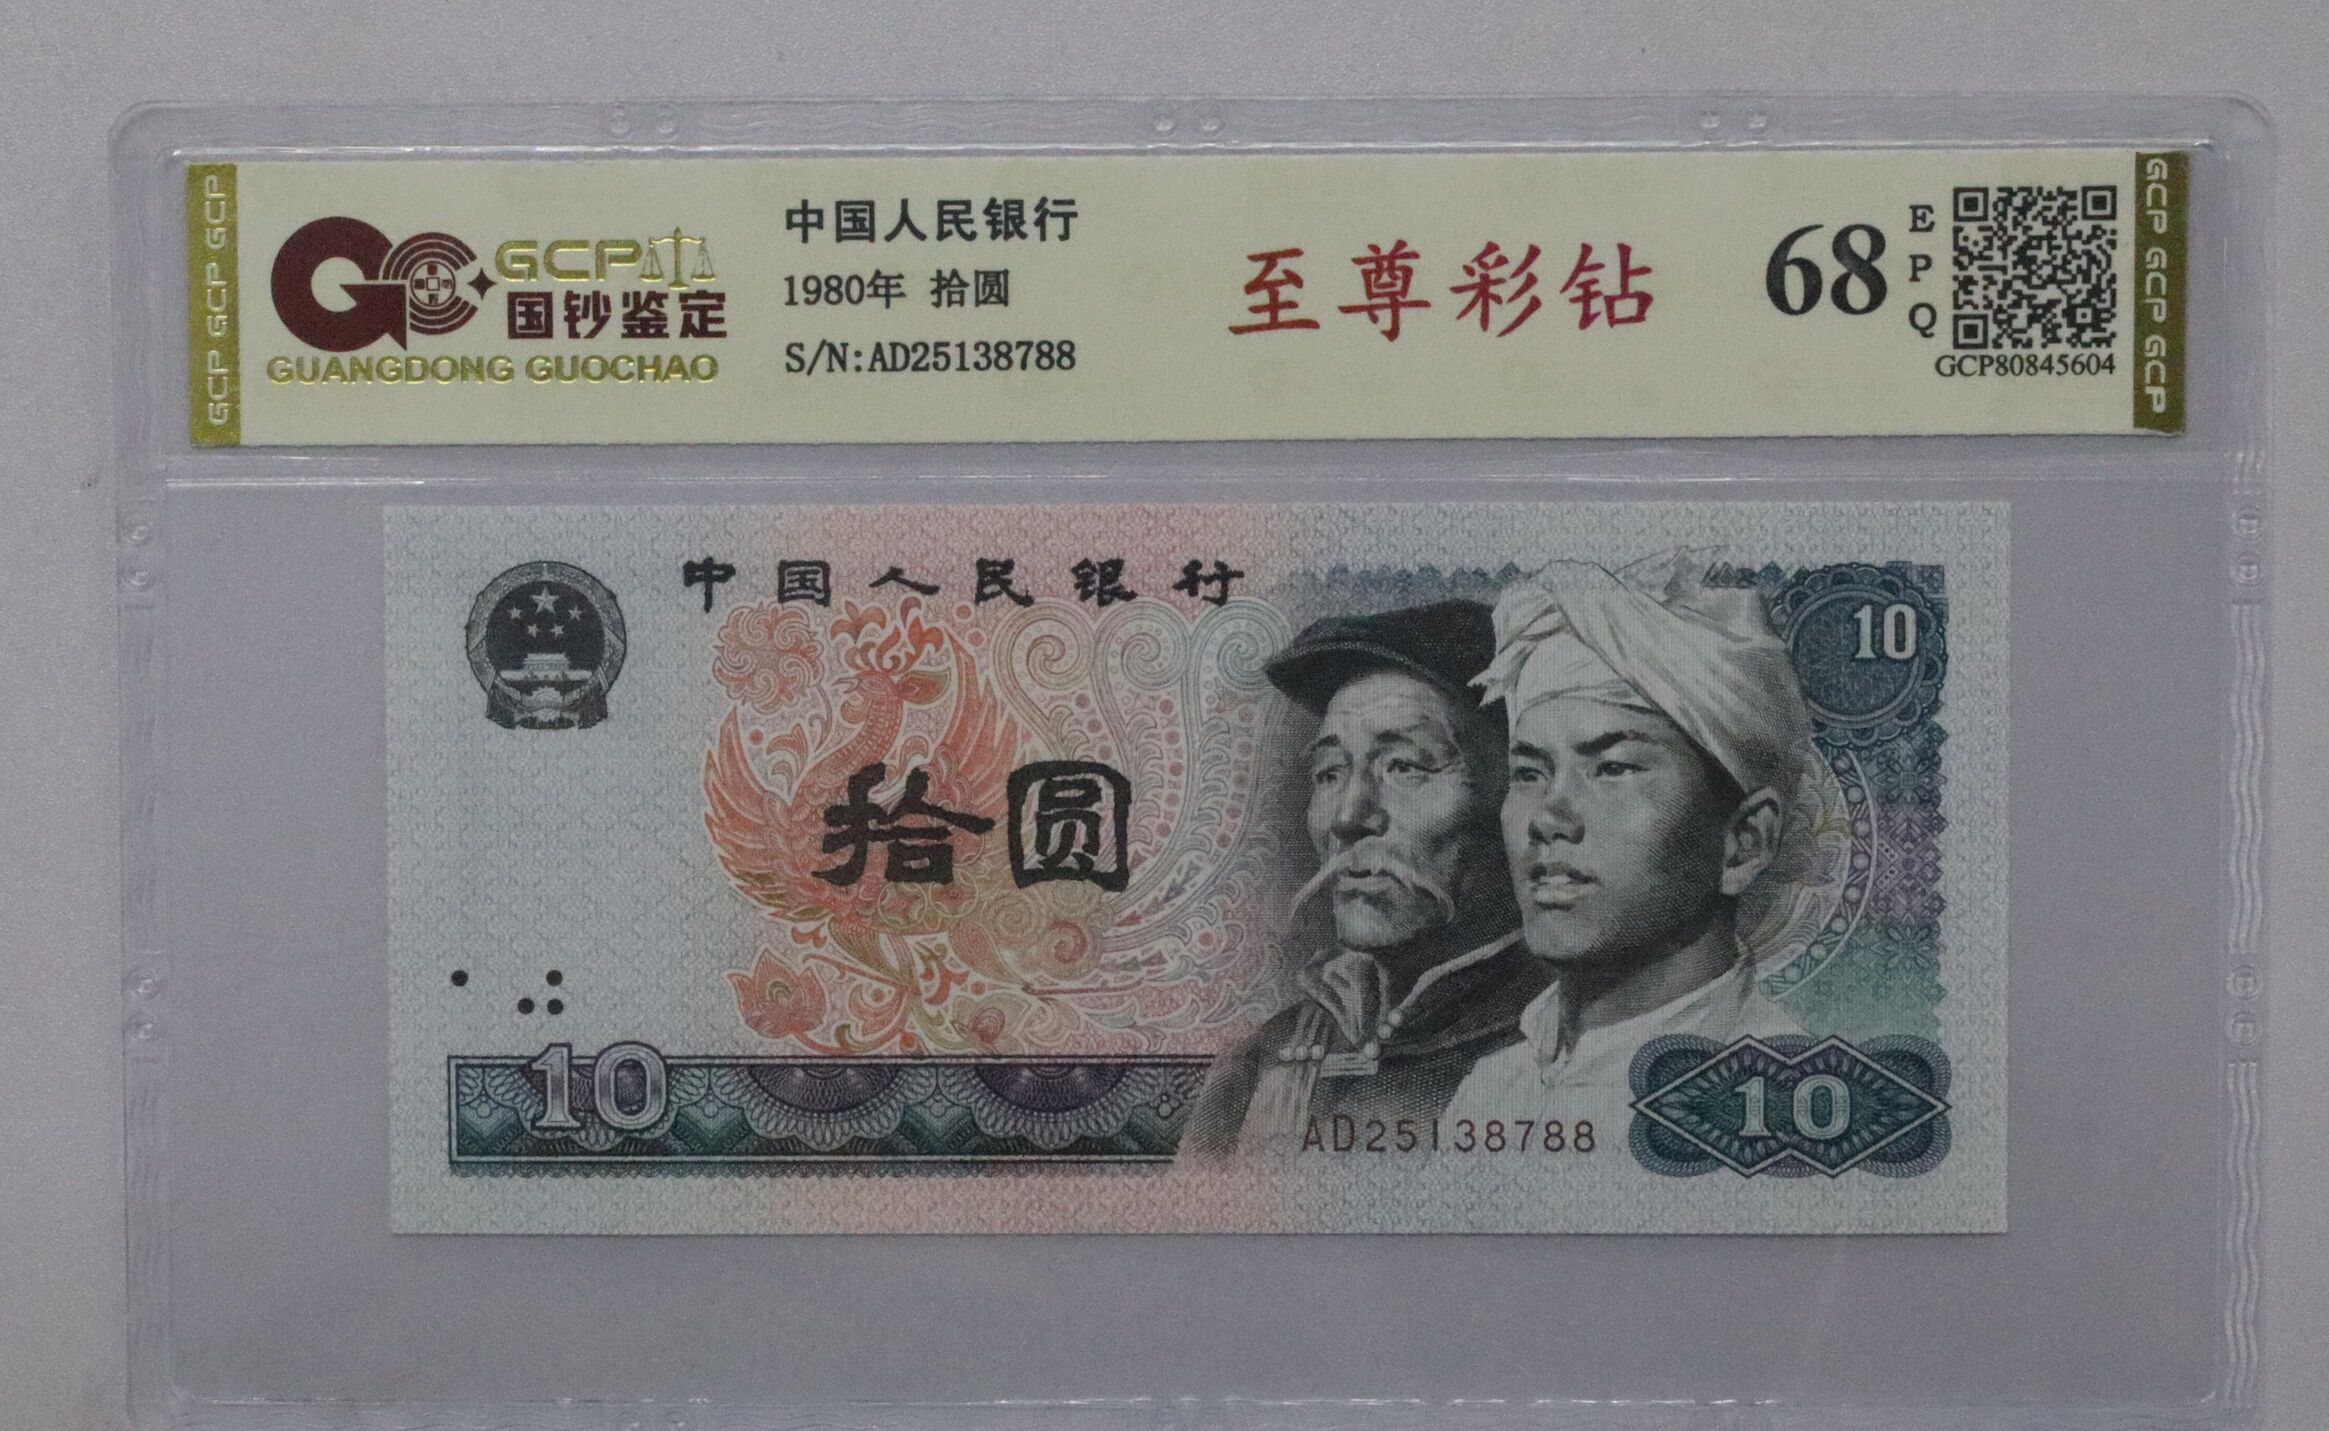 GCP GCP GCP
GCP
国钞鉴定
GUANGDONG GUOCHAO
中国人民银行
1980年 拾圆
S/N:AD25138788
至尊彩钻
68
EPQ
GCP80845604
GCP GCP GCP
中国人民银行
10
拾圆
10
AD25138788
10